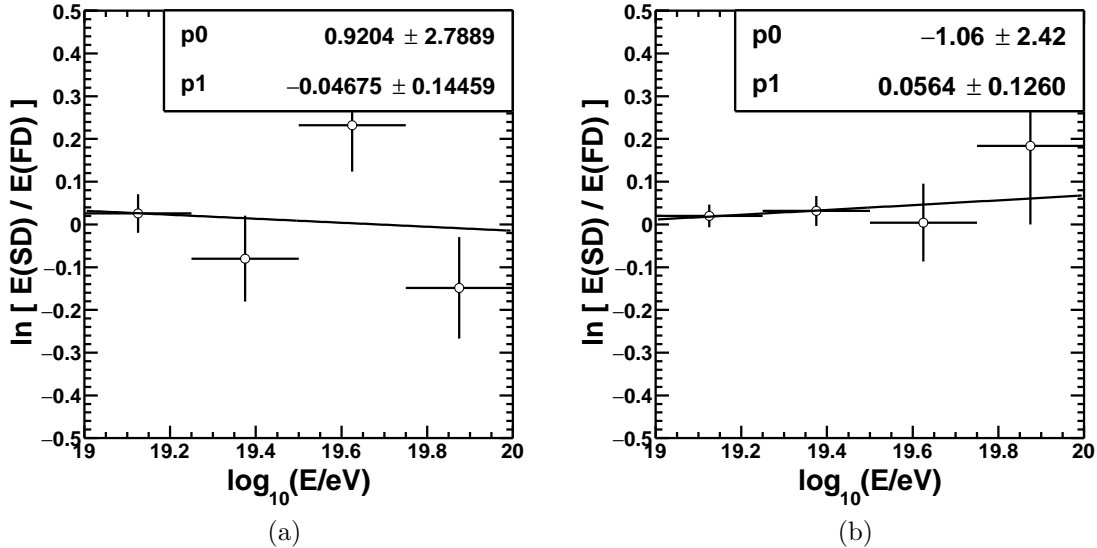 p0 0.9204 ± 2.7889
p1 −0.04675 ± 0.14459
ln [ E(SD) / E(FD) ]
0.5
0.4
0.3
0.2
0.1
0
−0.1
−0.2
−0.3
−0.4
−0.5
19 19.2 19.4 19.6 19.8 20
log10(E/eV)
(a)
p0 −1.06 ± 2.42
p1 0.0564 ± 0.1260
ln [ E(SD) / E(FD) ]
0.5
0.4
0.3
0.2
0.1
0
−0.1
−0.2
−0.3
−0.4
−0.5
19 19.2 19.4 19.6 19.8 20
log10(E/eV)
(b)